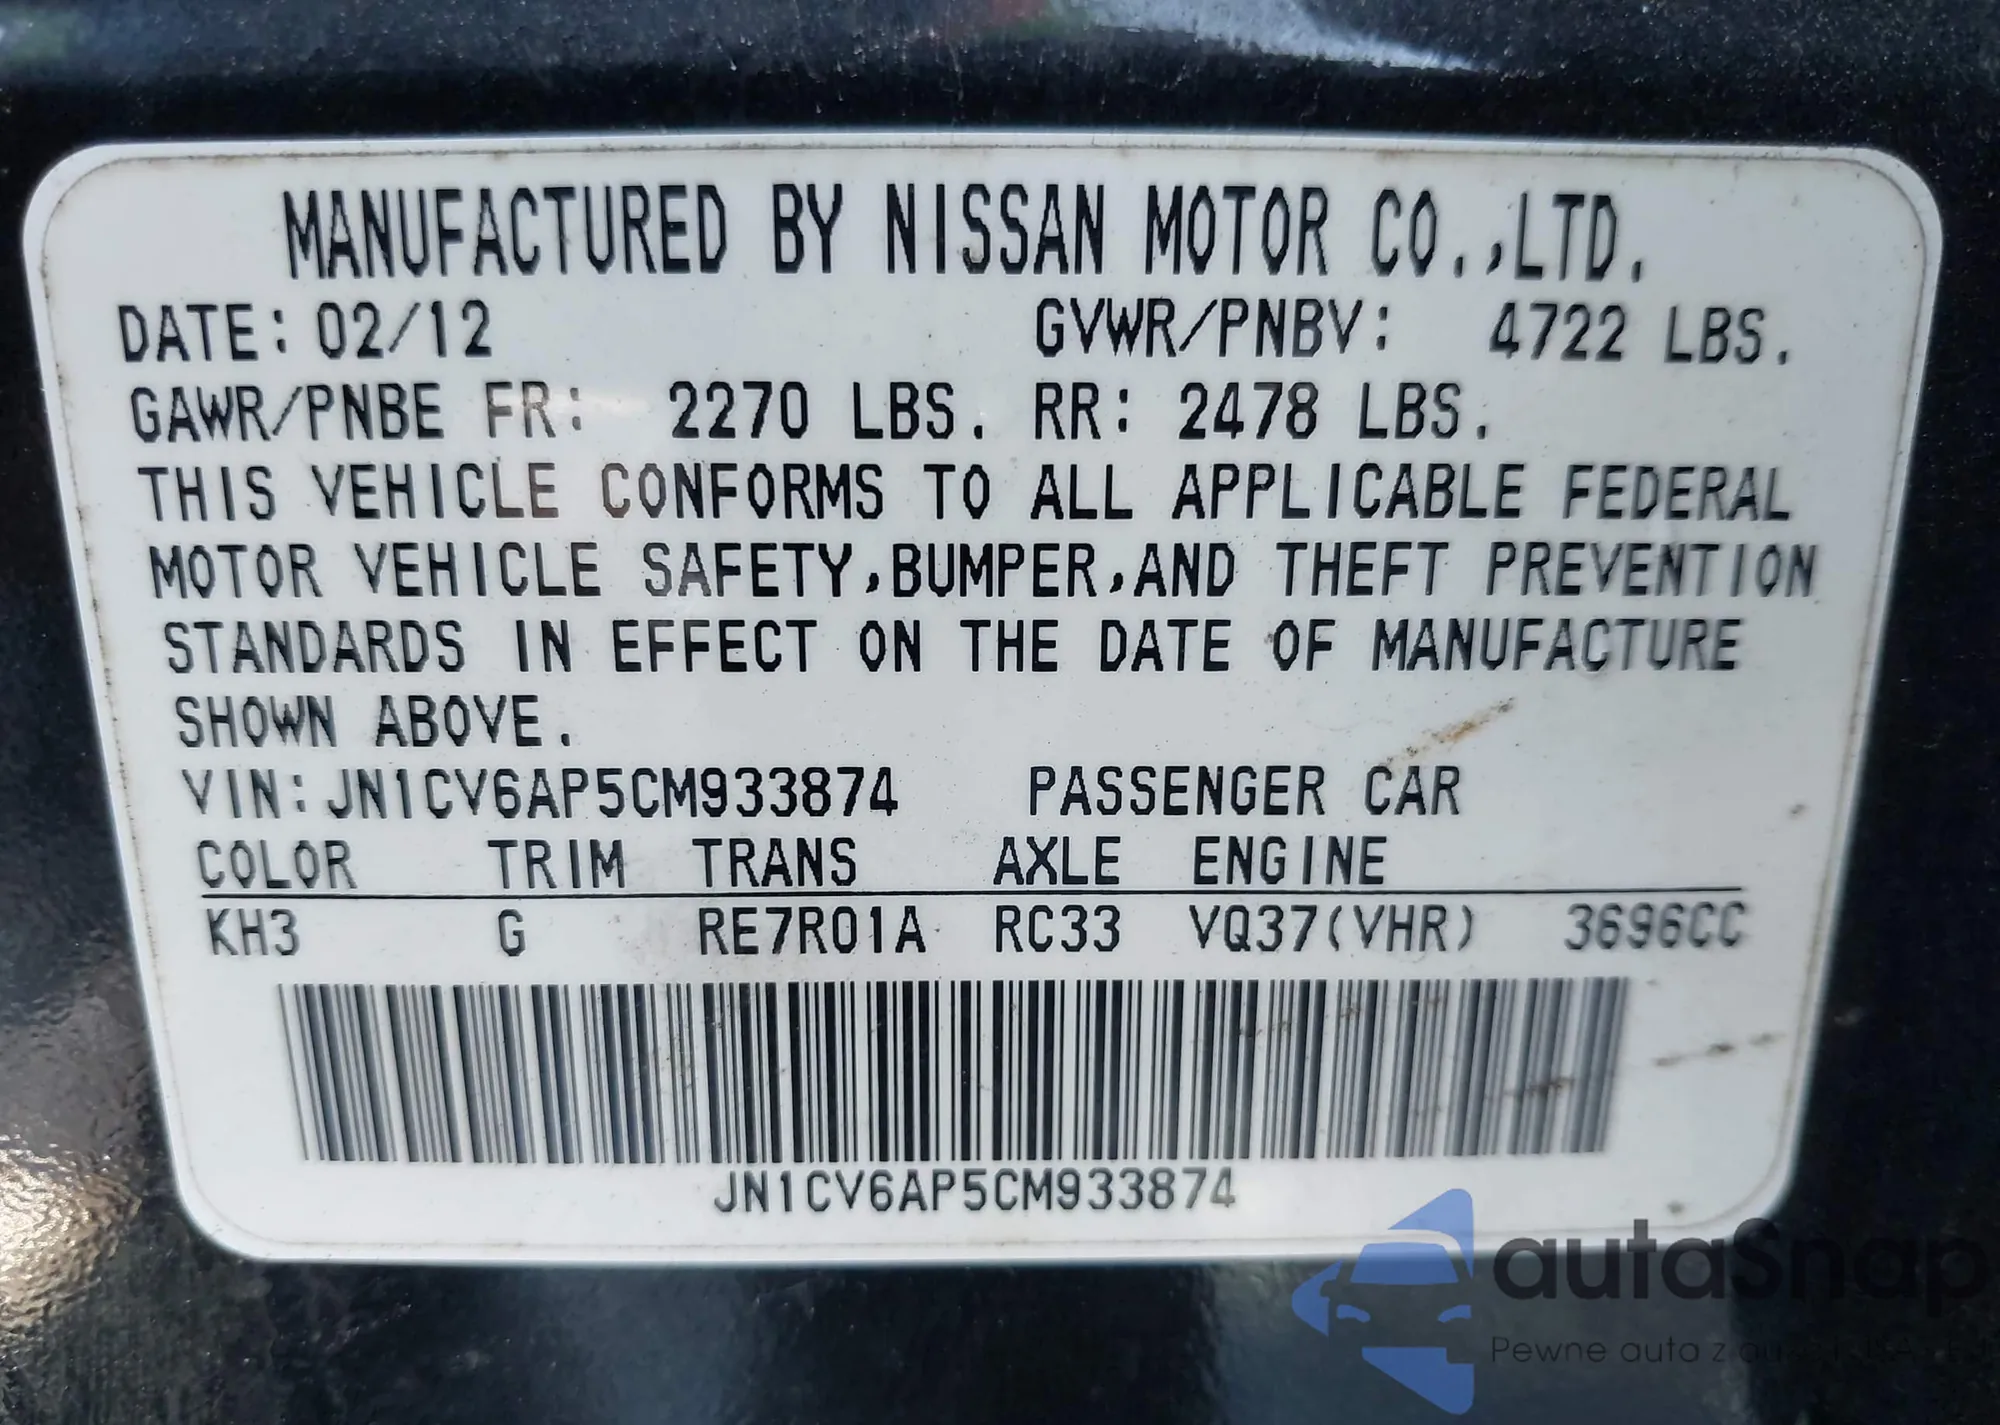 MANUFACTURED BY NISSAN MOTOR CO.,LTD.
DATE:02/12 GVWR/PNBV: 4722 LBS.
GAWR/PNBE FR: 2270 LBS. RR: 2478 LBS.
THIS VEHICLE CONFORMS TO ALL APPLICABLE FEDERAL
MOTOR VEHICLE SAFETY,BUMPER,AND THEFT PREVENTION
STANDARDS IN EFFECT ON THE DATE OF MANUFACTURE
SHOWN ABOVE.
VIN:JN1CV6AP5CM933874 PASSENGER CAR
COLOR TRIM TRANS AXLE ENGINE
KH3 G RE7R01A RC33 VQ37(VHR) 3696CC
JN1CV6AP5CM933874
autaSnap
Pewne auta z